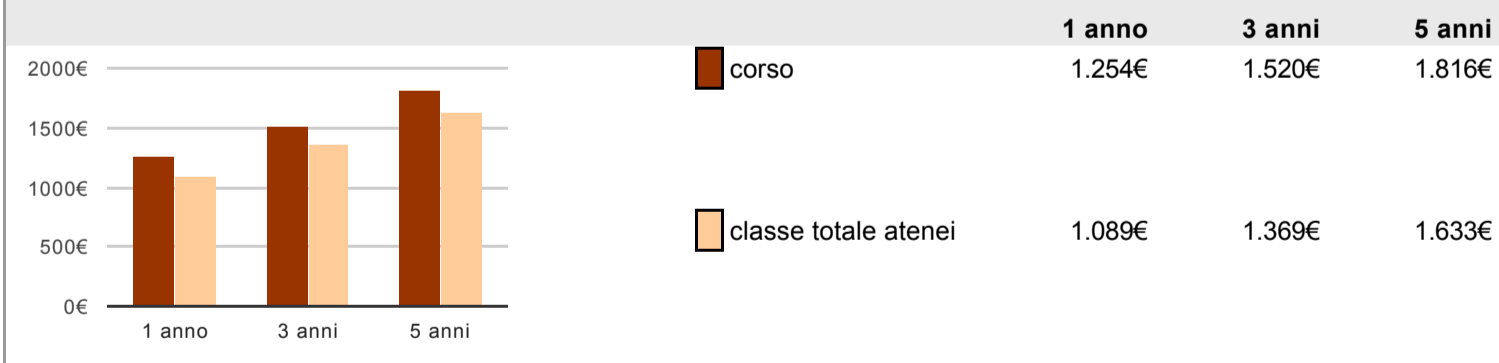 1 anno 3 anni 5 anni
corso 1.254€ 1.520€ 1.816€
classe totale atenei 1.089€ 1.369€ 1.633€
2000€
1500€
1000€
500€
0€
1 anno 3 anni 5 anni